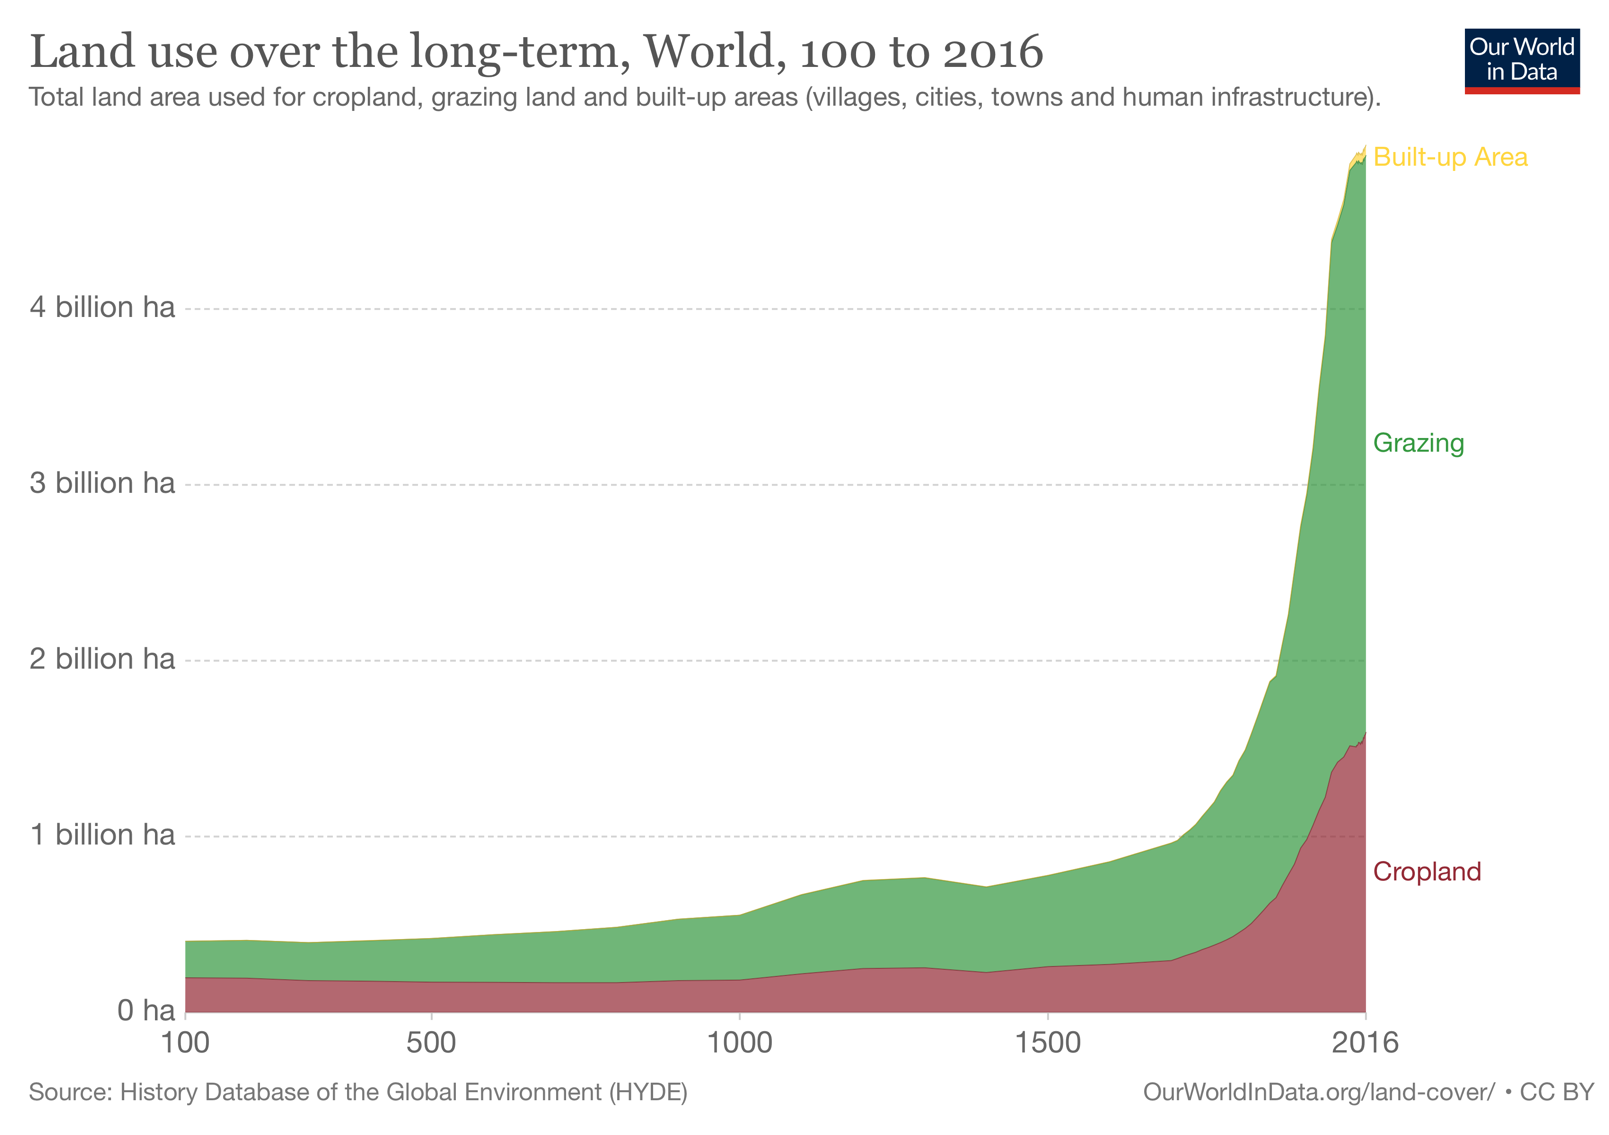 Land use over the long-term, World, 100 to 2016
Total land area used for cropland, grazing land and built-up areas (villages, cities, towns and human infrastructure).
Our World
in Data
Built-up Area
4 billion ha
Grazing
3 billion ha
2 billion ha
1 billion ha
Cropland
0 ha
100
500
1000
1500
2016
Source: History Database of the Global Environment (HYDE)
OurWorldInData.org/land-cover/ • CC BY